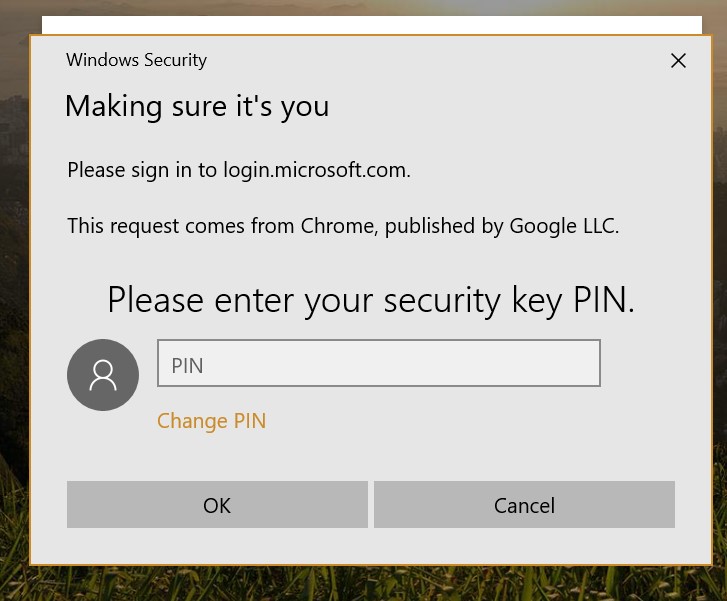 Windows Security
Making sure it's you
Please sign in to login.microsoft.com.
This request comes from Chrome, published by Google LLC.
Please enter your security key PIN.
PIN
Change PIN
OK
Cancel